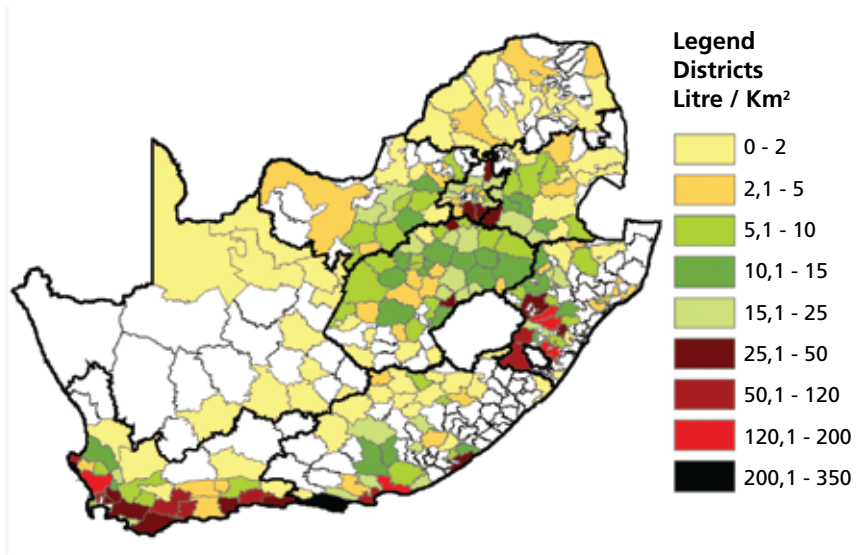 Legend
Districts
Litre / Km²
0 - 2
2,1 - 5
5,1 - 10
10,1 - 15
15,1 - 25
25,1 - 50
50,1 - 120
120,1 - 200
200,1 - 350